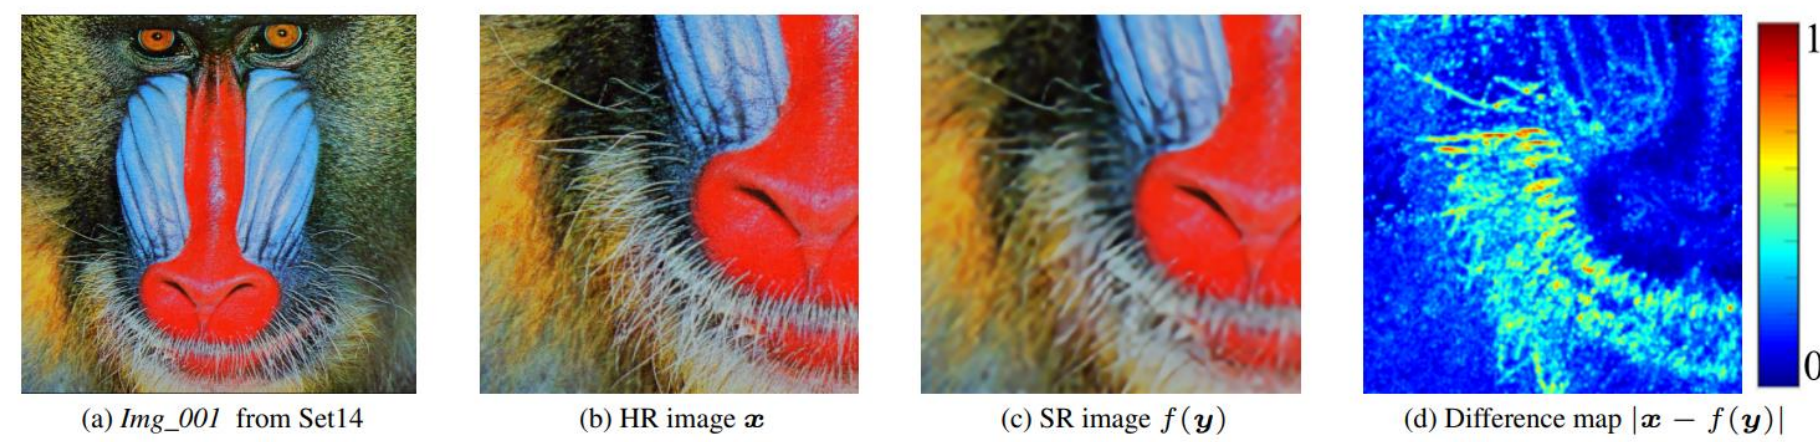 1
0
(a) Img_001 from Set14
(b) HR image x
(c) SR image f(y)
(d) Difference map |x − f(y)|